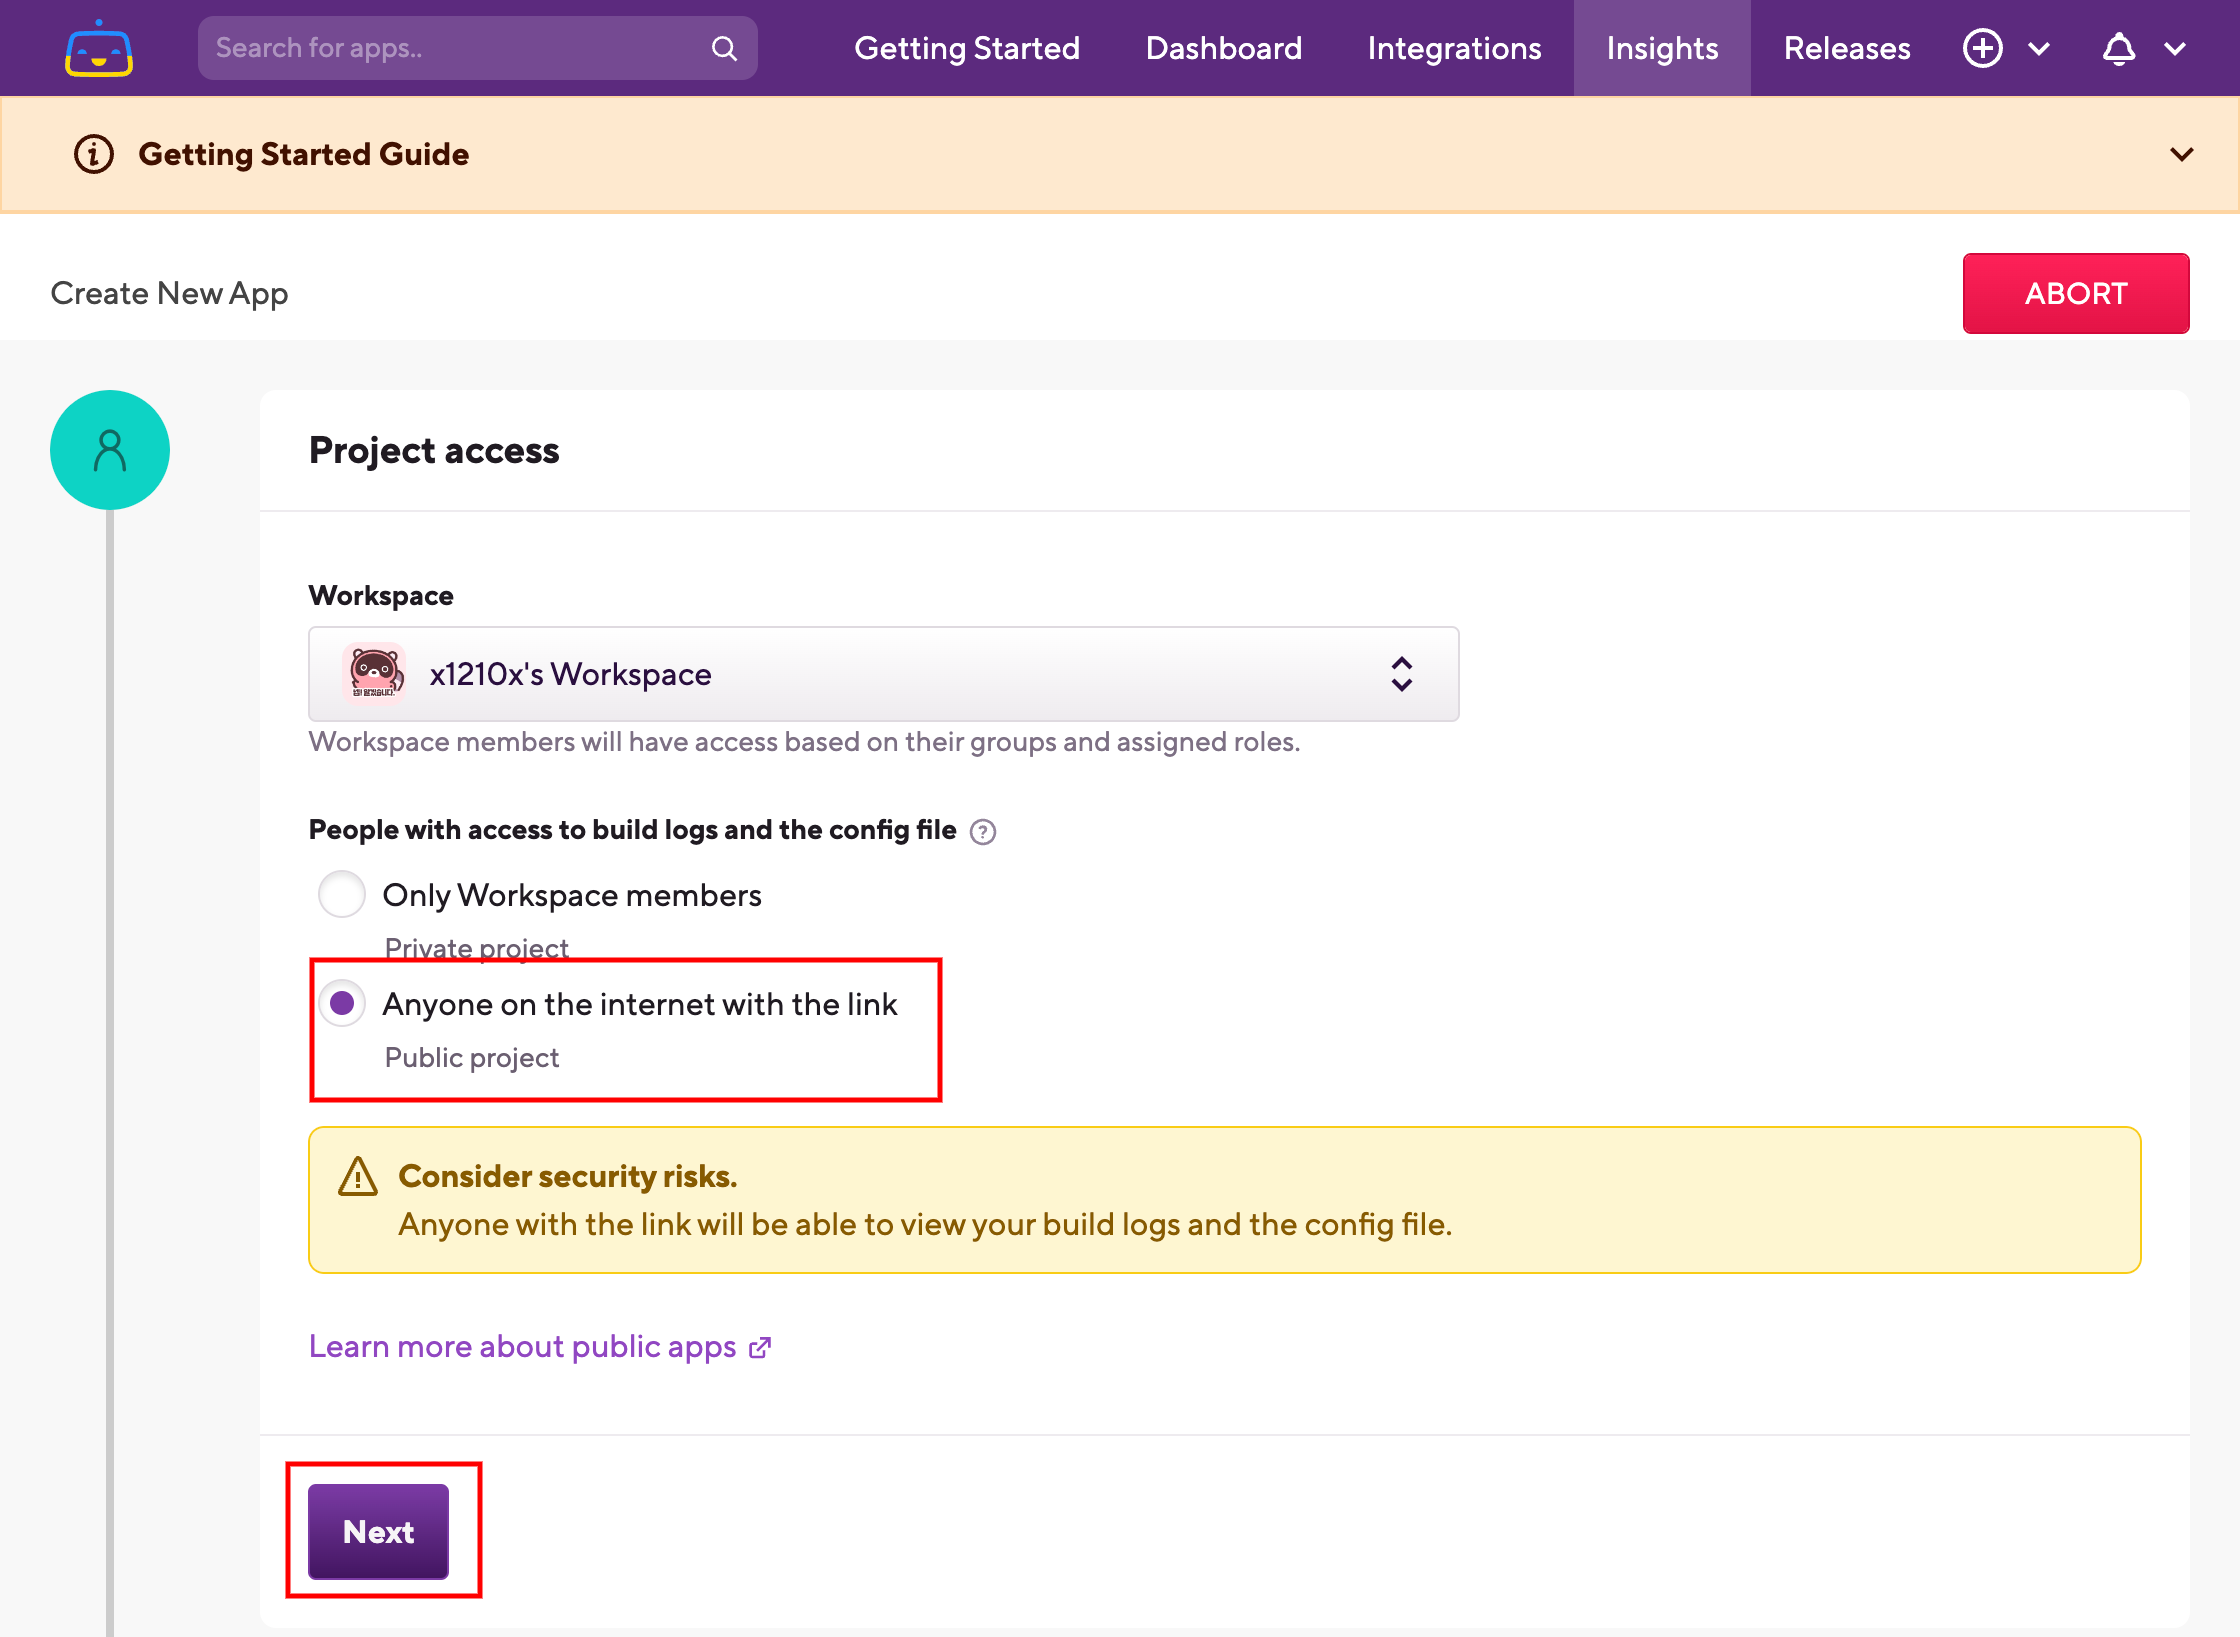 Search for apps..
Getting Started
Dashboard
Integrations
Insights
Releases
Getting Started Guide
Create New App
ABORT
Project access
Workspace
x1210x's Workspace
Workspace members will have access based on their groups and assigned roles.
People with access to build logs and the config file
Only Workspace members
Private project
Anyone on the internet with the link
Public project
Consider security risks.
Anyone with the link will be able to view your build logs and the config file.
Learn more about public apps
Next